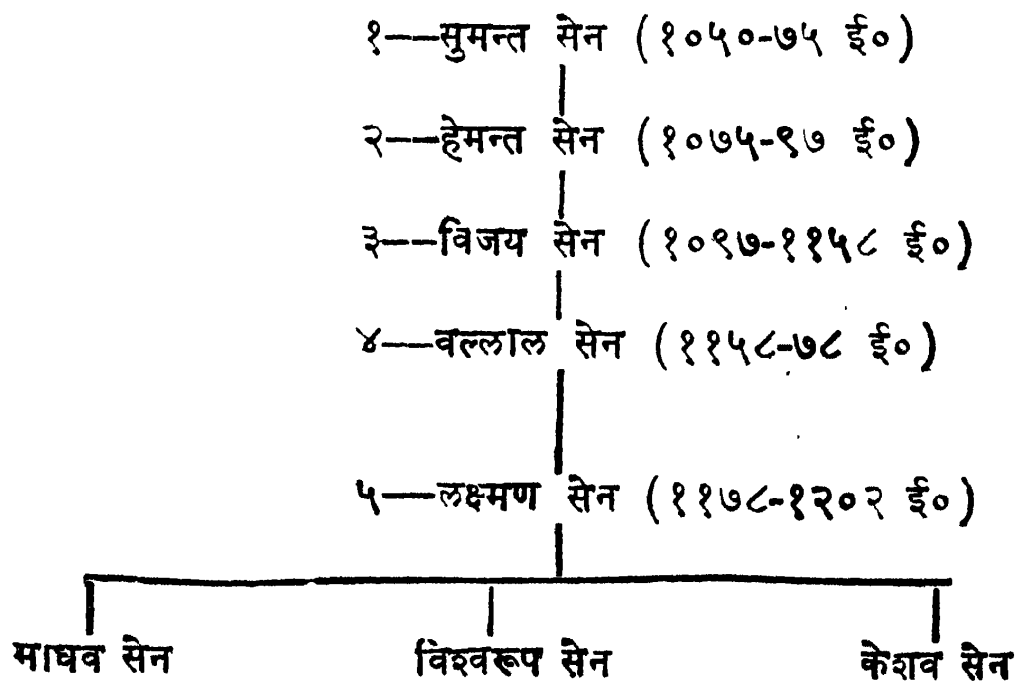 १——सुमन्त सेन (१०५०-७५ ई०)
२——हेमन्त सेन (१०७५-९७ ई०)
३——विजय सेन (१०९७-११५८ ई०)
४——वल्लाल सेन (११५८-७८ ई०)
५——लक्ष्मण सेन (११७८-१२०२ ई०)
माधव सेन विश्वरूप सेन केशव सेन